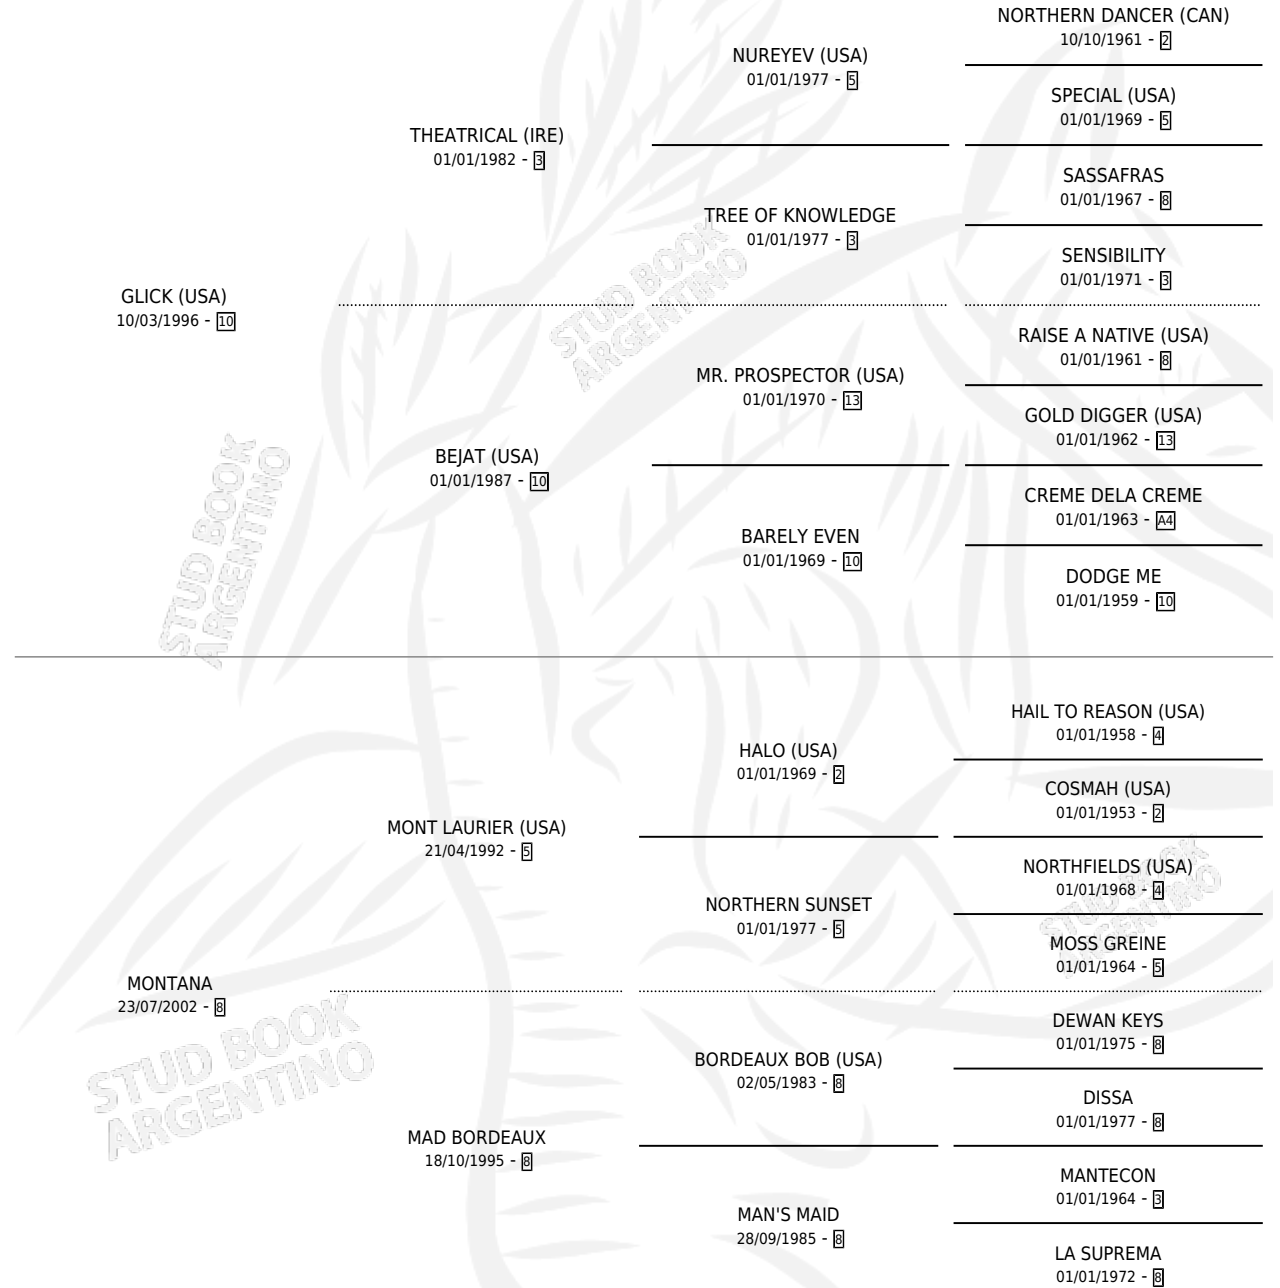 NORTHERN DANCER (CAN)
10/10/1961 - 2
NUREYEV (USA)
01/01/1977 - 5
SPECIAL (USA)
01/01/1969 - 5
THEATRICAL (IRE)
01/01/1982 - 3
SASSAFRAS
01/01/1967 - 8
TREE OF KNOWLEDGE
01/01/1977 - 3
SENSIBILITY
01/01/1971 - 3
GLICK (USA)
10/03/1996 - 10
STUD BOOK
ARGENTINO
RAISE A NATIVE (USA)
01/01/1961 - 8
MR. PROSPECTOR (USA)
01/01/1970 - 13
GOLD DIGGER (USA)
01/01/1962 - 13
BEJAT (USA)
01/01/1987 - 10
CREME DELA CREME
01/01/1963 - A4
BARELY EVEN
01/01/1969 - 10
DODGE ME
01/01/1959 - 10
STUD BOOK
ARGENTINO
HAIL TO REASON (USA)
01/01/1958 - 4
HALO (USA)
01/01/1969 - 2
COSMAH (USA)
01/01/1953 - 2
MONT LAURIER (USA)
21/04/1992 - 5
NORTHFIELDS (USA)
01/01/1968 - 4
NORTHERN SUNSET
01/01/1977 - 5
STUD BOOK
ARGENTINO
MOSS GREINE
01/01/1964 - 5
MONTANA
23/07/2002 - 8
DEWAN KEYS
01/01/1975 - 8
BORDEAUX BOB (USA)
02/05/1983 - 8
STUD BOOK
ARGENTINO
DISSA
01/01/1977 - 8
MAD BORDEAUX
18/10/1995 - 8
MANTECON
01/01/1964 - 3
MAN'S MAID
28/09/1985 - 8
LA SUPREMA
01/01/1972 - 8